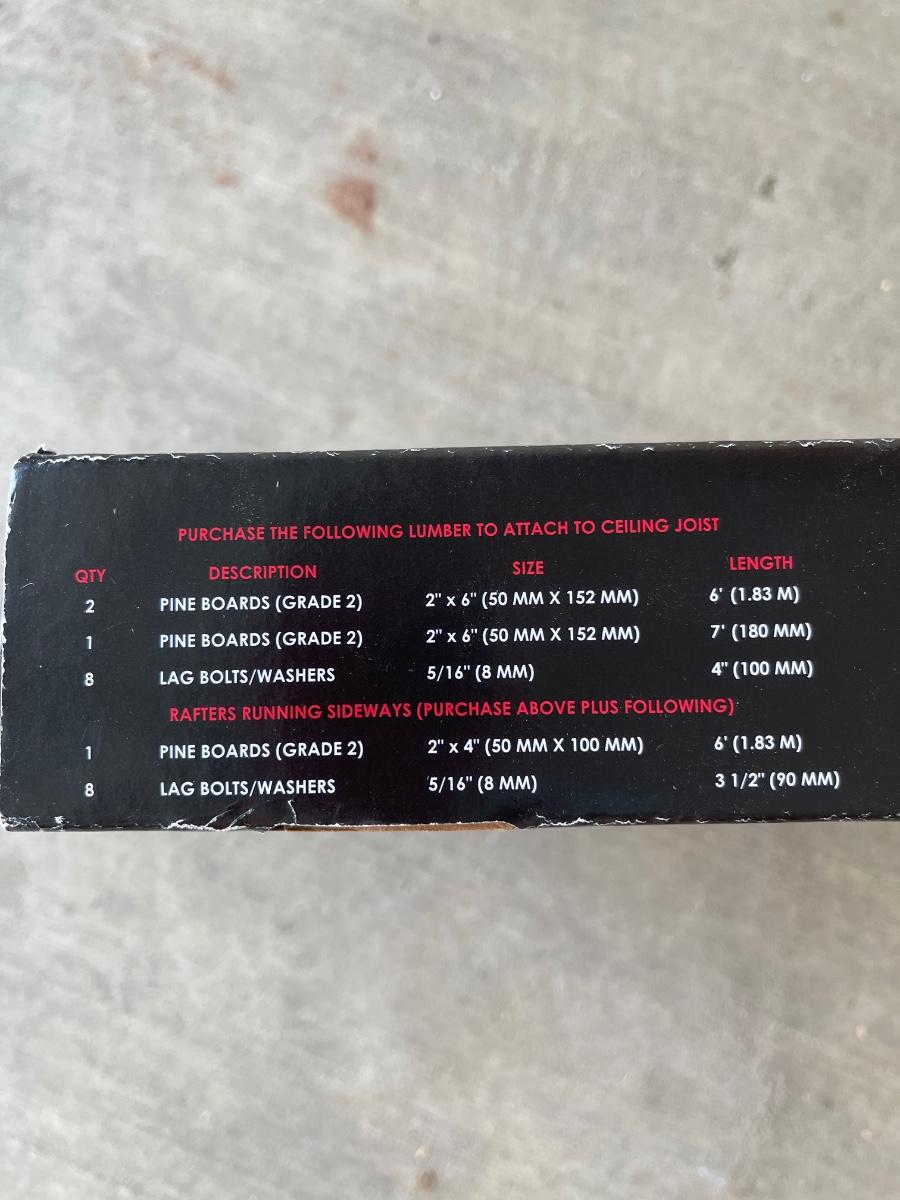 PURCHASE THE FOLLOWING LUMBER TO ATTACH TO CEILING JOIST
QTY DESCRIPTION SIZE LENGTH
2 PINE BOARDS (GRADE 2) 2" x 6" (50 MM X 152 MM) 6' (1.83 M)
1 PINE BOARDS (GRADE 2) 2" x 6" (50 MM X 152 MM) 7' (180 MM)
8 LAG BOLTS/WASHERS 5/16" (8 MM) 4" (100 MM)
RAFTERS RUNNING SIDEWAYS (PURCHASE ABOVE PLUS FOLLOWING)
1 PINE BOARDS (GRADE 2) 2" x 4" (50 MM X 100 MM) 6' (1.83 M)
8 LAG BOLTS/WASHERS 5/16" (8 MM) 3 1/2" (90 MM)